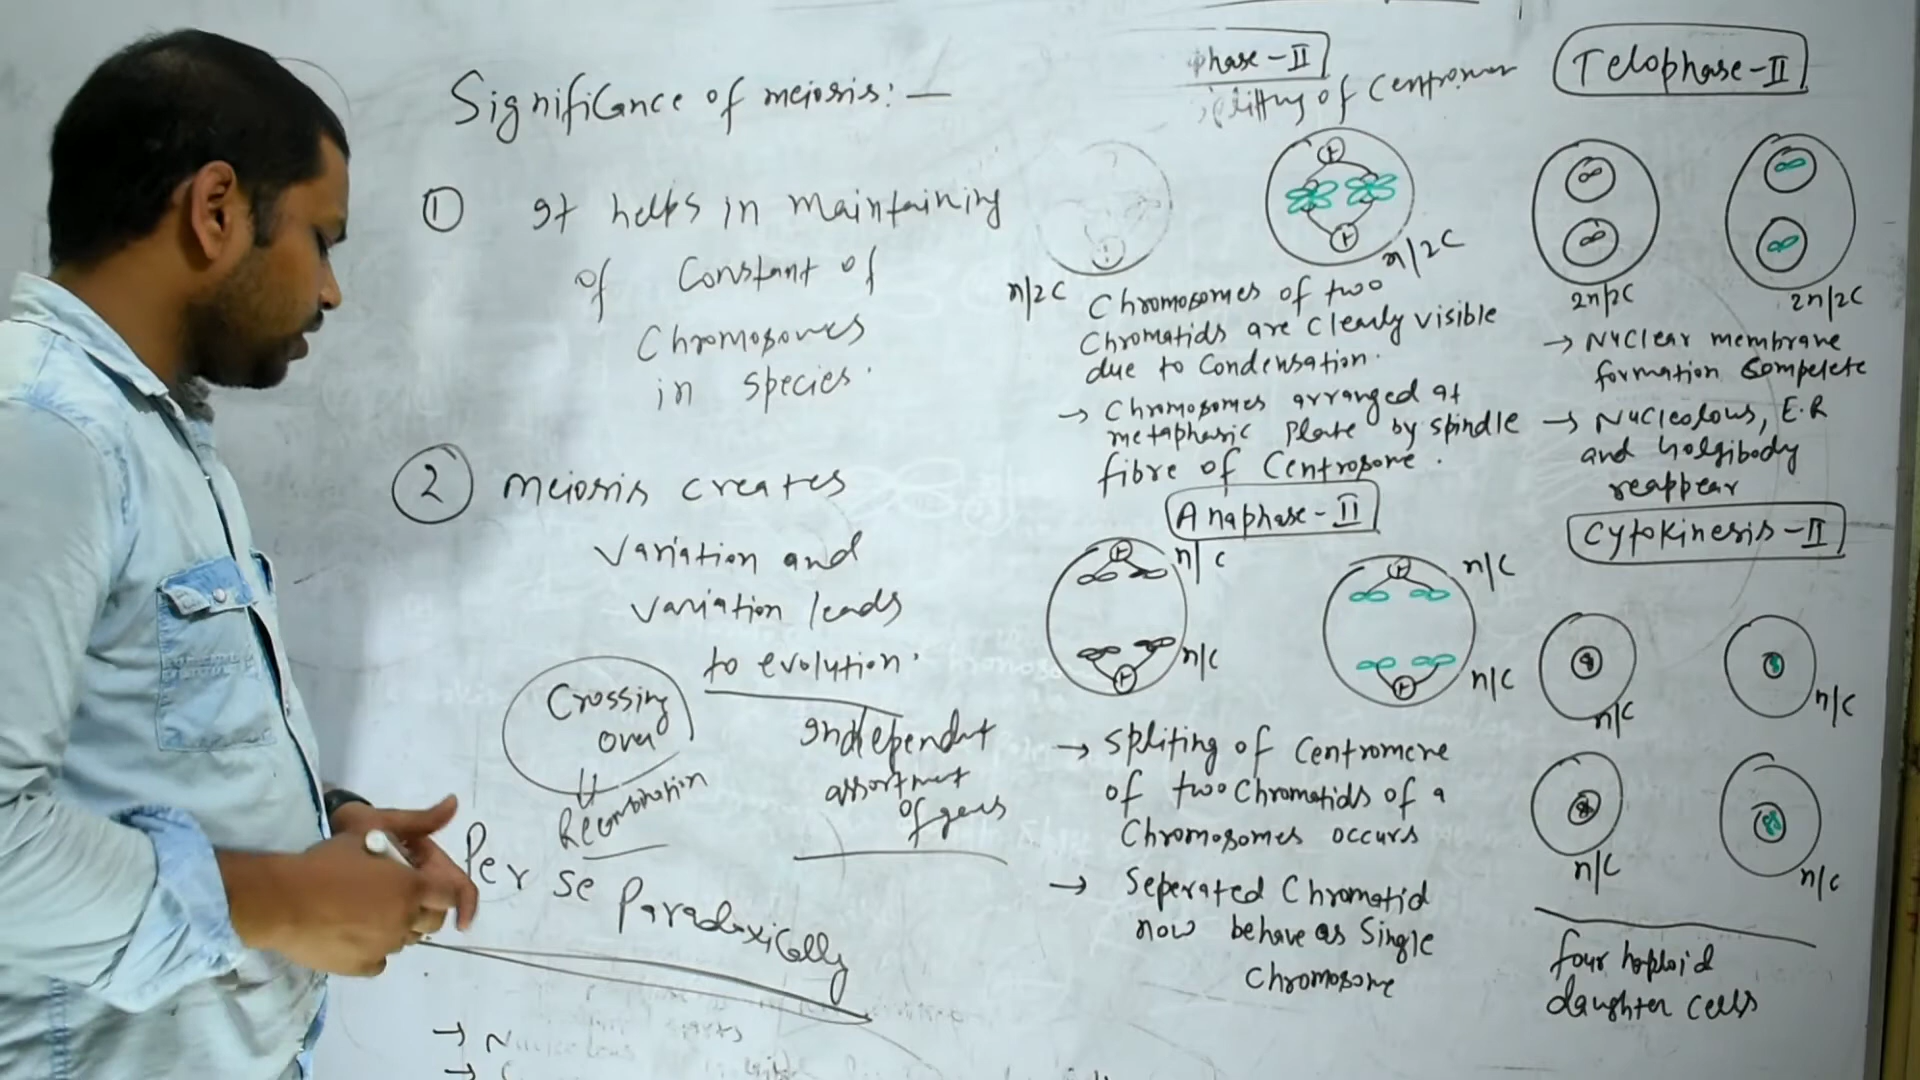 Significance of meiosis:—
① It helps in maintaining
of Constant of
Chromosomes
in species.
② meiosis creates
Variation and
variation leads
to evolution.
Crossing
over
Recombination
Independent
assortment
of
Per se Paradoxically
phase-II
splitting of Centromer
n/2C
n/2C
Chromosomes of two
Chromatids are clearly visible
due to Condensation.
→ Chromosomes arranged at
metaphasic Plate by spindle
fibre of Centrosome.
Anaphase-II
n/C
n/C
n/C
n/C
→ spliting of Centromere
of two Chromatids of a
Chromosomes occurs
→ Seperated Chromatid
now behave as Single
Chromosome
Telophase-II
2n/2C
2n/2C
→ Nuclear membrane
formation Compelete
→ Nucleolous, E.R
and Golgibody
reappear
Cytokinesis-II
n/C
n/C
n/C
n/C
four haploid
daughter cells